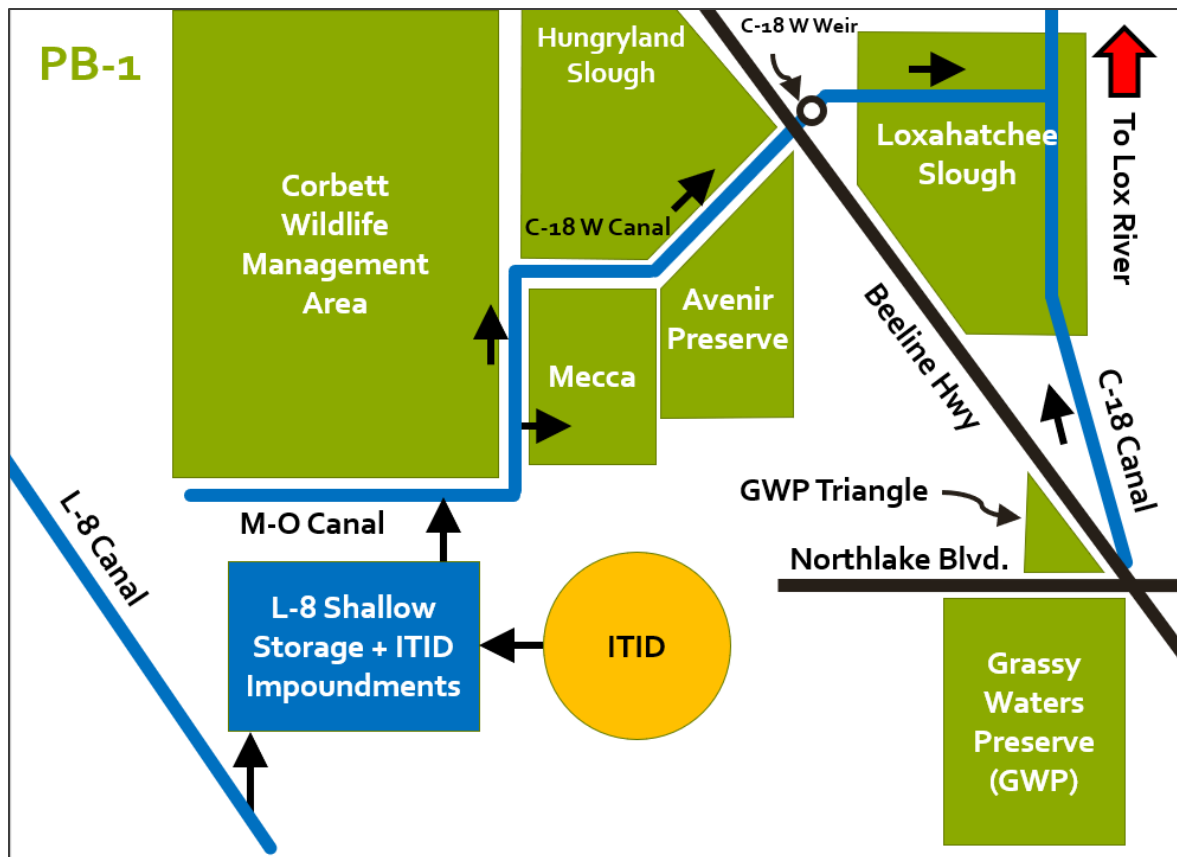 PB-1
Corbett
Wildlife
Management
Area
Hungryland
Slough
C-18 W Weir
Loxahatchee
Slough
To Lox River
C-18 W Canal
Avenir
Preserve
Mecca
Beeline Hwy
C-18 Canal
GWP Triangle
Northlake Blvd.
L-8 Canal
M-O Canal
L-8 Shallow
Storage + ITID
Impoundments
ITID
Grassy
Waters
Preserve
(GWP)